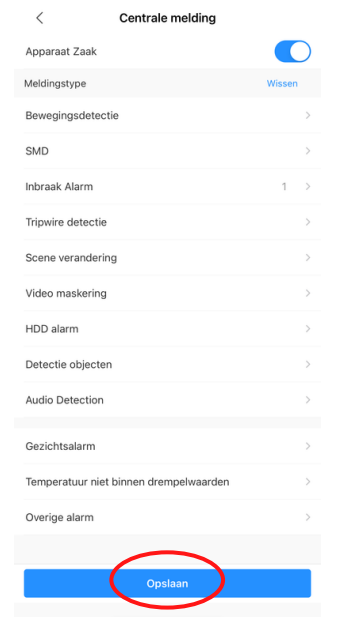 Centrale melding
Apparaat Zaak
Meldingstype Wissen
Bewegingsdetectie
SMD
Inbraak Alarm 1
Tripwire detectie
Scene verandering
Video maskering
HDD alarm
Detectie objecten
Audio Detection
Gezichtsalarm
Temperatuur niet binnen drempelwaarden
Overige alarm
Opslaan